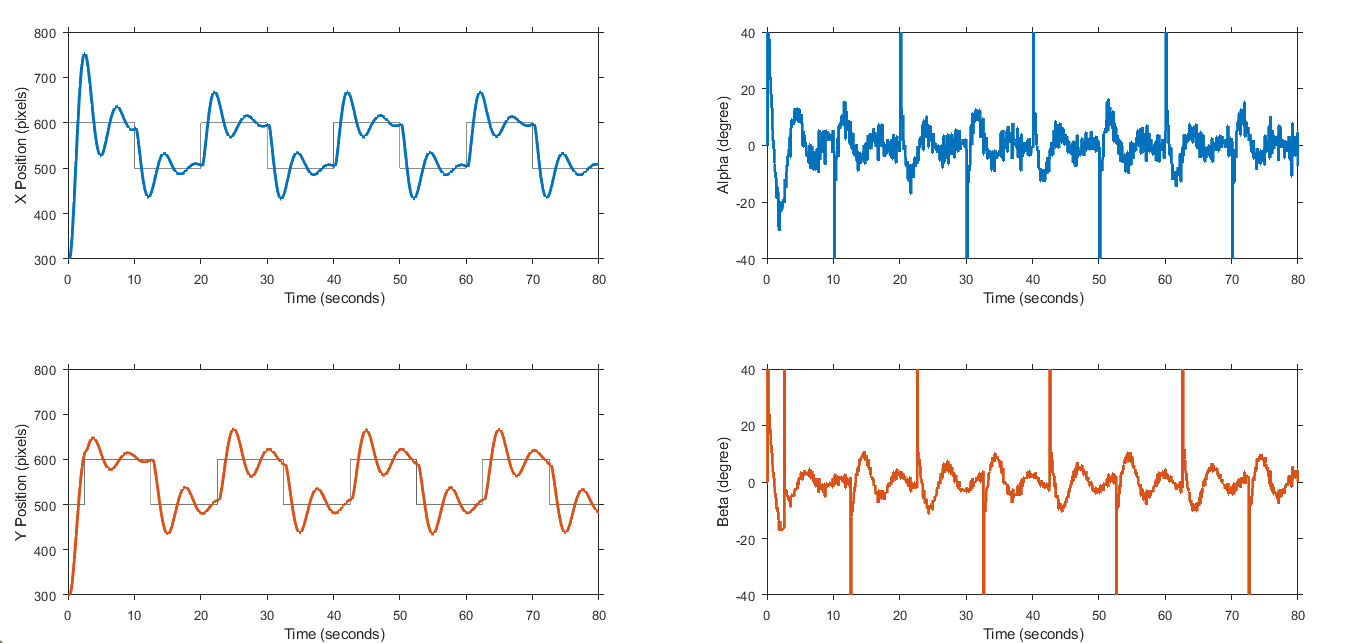 800
700
600
500
400
300
X Position (pixels)
0 10 20 30 40 50 60 70 80
Time (seconds)
40
20
0
-20
-40
Alpha (degree)
0 10 20 30 40 50 60 70 80
Time (seconds)
800
700
600
500
400
300
Y Position (pixels)
0 10 20 30 40 50 60 70 80
Time (seconds)
40
20
0
-20
-40
Beta (degree)
0 10 20 30 40 50 60 70 80
Time (seconds)